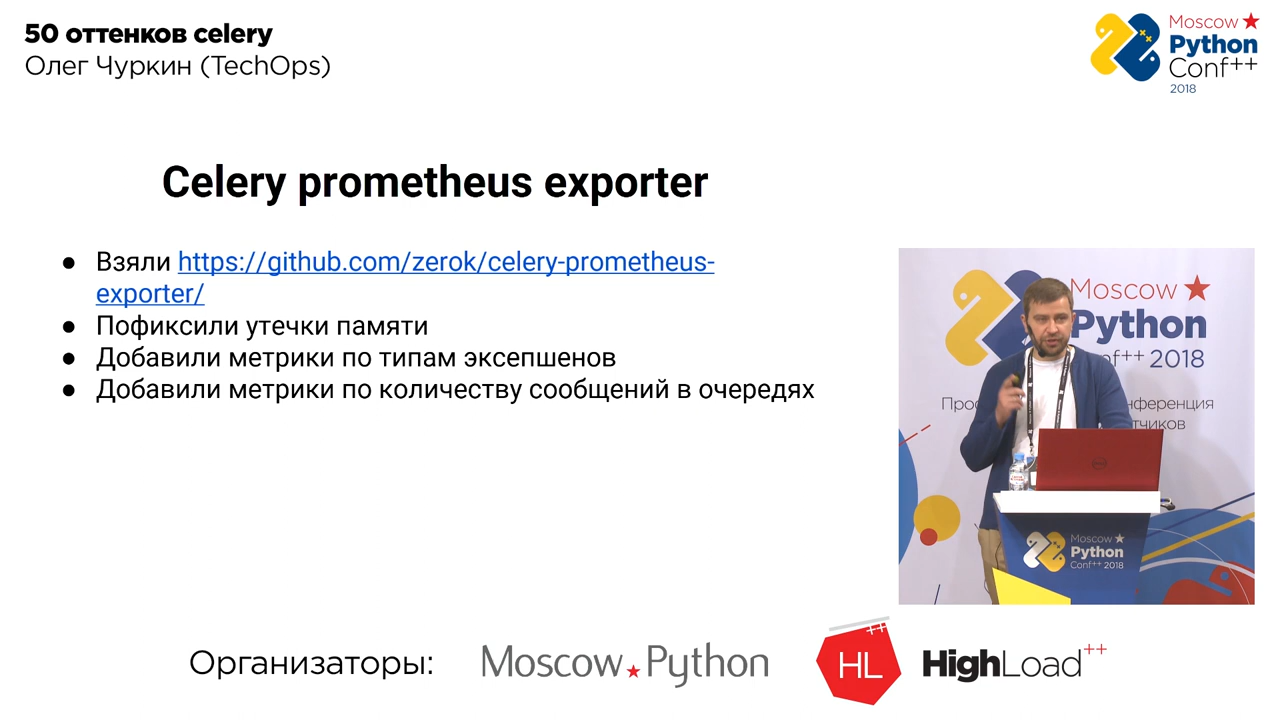 50 оттенков celery
Олег Чуркин (TechOps)
Moscow
Python
Conf++
2018
Celery prometheus exporter
● Взяли https://github.com/zerok/celery-prometheus-
exporter/
● Пофиксили утечки памяти
● Добавили метрики по типам эксепшенов
● Добавили метрики по количеству сообщений в очередях
Moscow
Python
2018
Moscow
Python
Conf++ 2018
Организаторы:
Moscow Python
HL++
HighLoad++